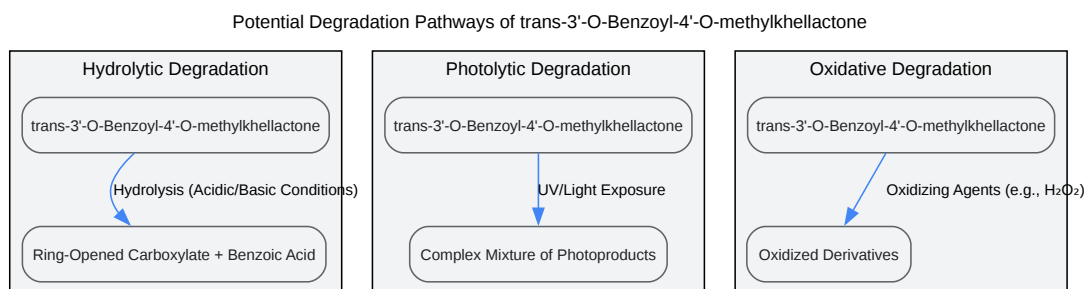 Potential Degradation Pathways of trans-3'-O-Benzoyl-4'-O-methylkhellactone
Hydrolytic Degradation
trans-3'-O-Benzoyl-4'-O-methylkhellactone
Hydrolysis (Acidic/Basic Conditions)
Ring-Opened Carboxylate + Benzoic Acid
Photolytic Degradation
trans-3'-O-Benzoyl-4'-O-methylkhellactone
UV/Light Exposure
Complex Mixture of Photoproducts
Oxidative Degradation
trans-3'-O-Benzoyl-4'-O-methylkhellactone
Oxidizing Agents (e.g., H₂O₂)
Oxidized Derivatives